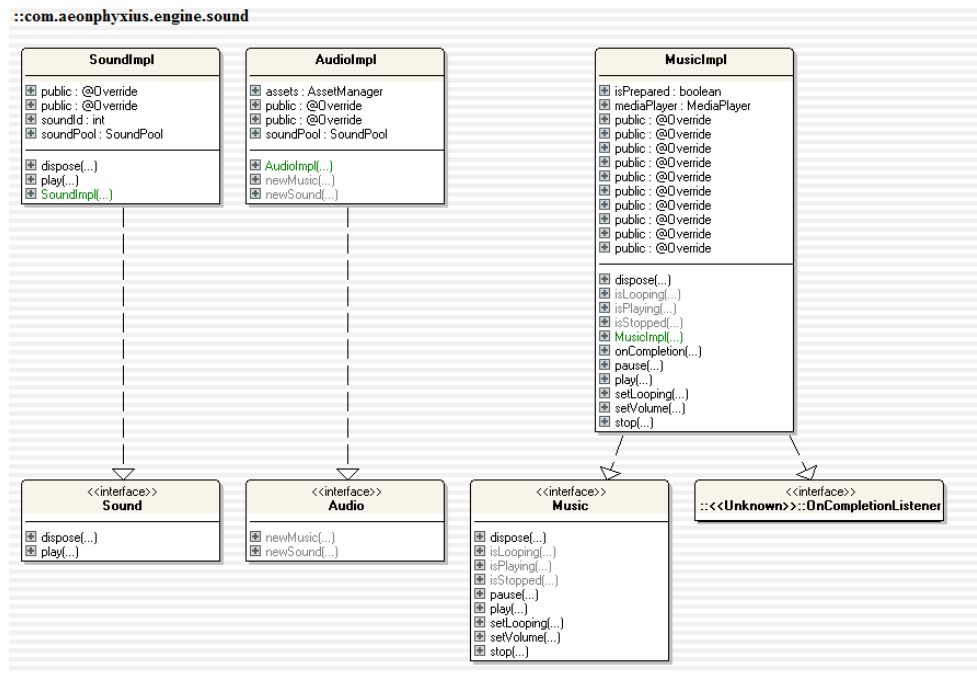 ::com.aeonphyxius.engine.sound
SoundImpl
public : @Override
public : @Override
soundId : int
soundPool : SoundPool
dispose(...)
play(...)
SoundImpl(...)
AudioImpl
assets : AssetManager
public : @Override
public : @Override
soundPool : SoundPool
AudioImpl(...)
newMusic(...)
newSound(...)
MusicImpl
isPrepared : boolean
mediaPlayer : MediaPlayer
public : @Override
public : @Override
public : @Override
public : @Override
public : @Override
public : @Override
public : @Override
public : @Override
public : @Override
public : @Override
dispose(...)
isLooping(...)
isPlaying(...)
isStopped(...)
MusicImpl(...)
onCompletion(...)
pause(...)
play(...)
setLooping(...)
setVolume(...)
stop(...)
<<interface>>
Sound
dispose(...)
play(...)
<<interface>>
Audio
newMusic(...)
newSound(...)
<<interface>>
Music
dispose(...)
isLooping(...)
isPlaying(...)
isStopped(...)
pause(...)
play(...)
setLooping(...)
setVolume(...)
stop(...)
<<interface>>
::<<Unknown>>::OnCompletionListener